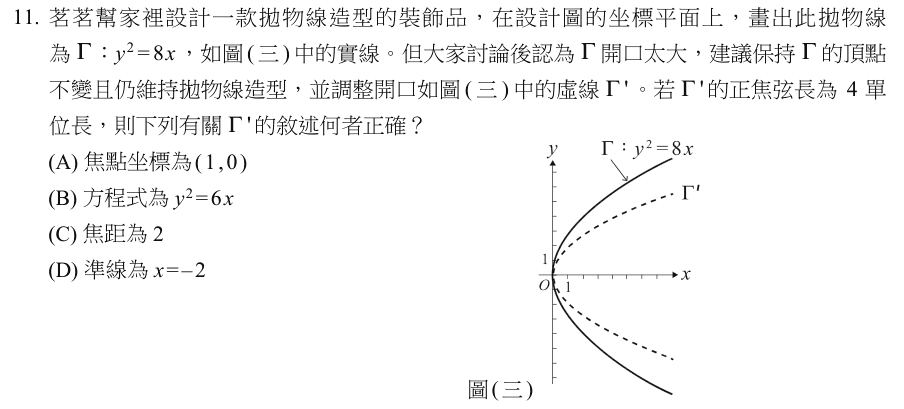 11. 茗茗幫家裡設計一款拋物線造型的裝飾品，在設計圖的坐標平面上，畫出此拋物線
為 Γ：y²=8x，如圖(三)中的實線。但大家討論後認為 Γ 開口太大，建議保持 Γ 的頂點
不變且仍維持拋物線造型，並調整開口如圖(三)中的虛線 Γ'。若 Γ'的正焦弦長為 4 單
位長，則下列有關 Γ'的敘述何者正確？
(A) 焦點坐標為(1,0)
(B) 方程式為 y²=6x
(C) 焦距為 2
(D) 準線為 x=−2
y
Γ：y²=8x
Γ'
1
x
O
1
圖(三)